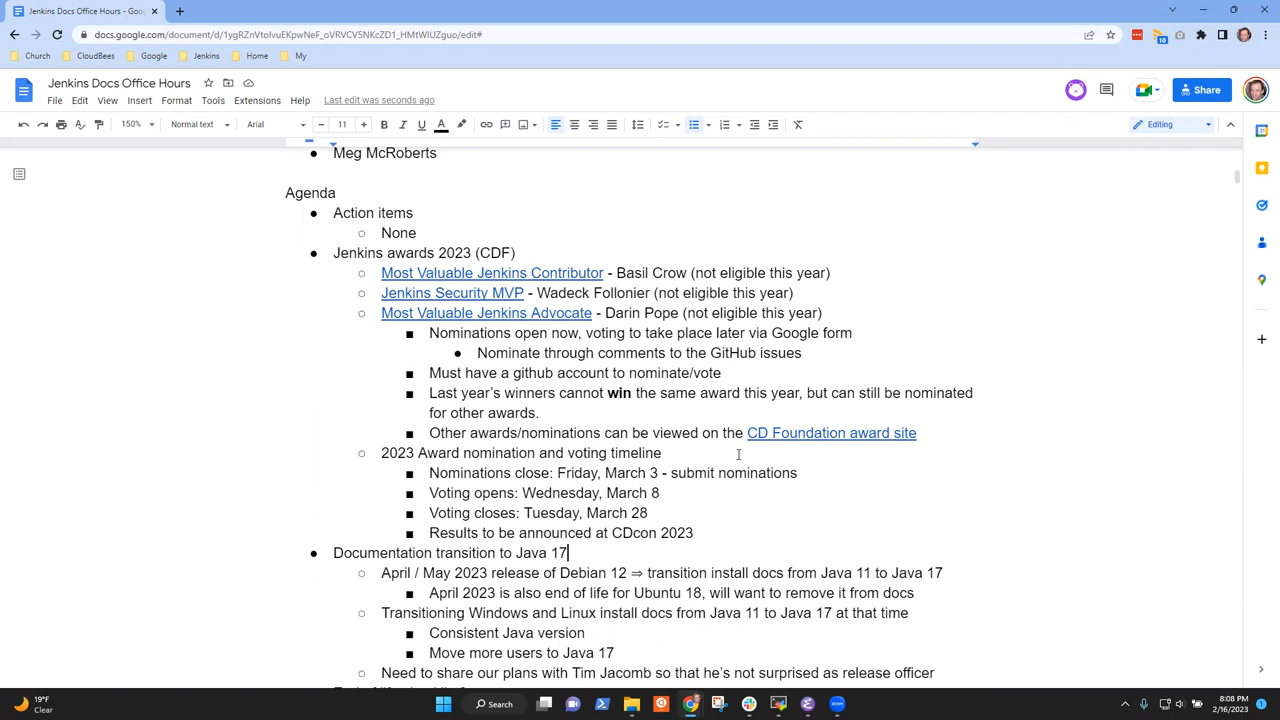 Jenkins Docs Office Hours - Goo
docs.google.com/document/d/1ygRZnVtoIvuEKpwNeF_oVRVCV5NKcZD1_HMtWIUZguo/edit#
Church
CloudBees
Google
Jenkins
Home
My
Jenkins Docs Office Hours
File Edit View Insert Format Tools Extensions Help Last edit was seconds ago
Share
150% Normal text Arial 11 Editing
● Meg McRoberts
Agenda
● Action items
○ None
● Jenkins awards 2023 (CDF)
○ Most Valuable Jenkins Contributor - Basil Crow (not eligible this year)
○ Jenkins Security MVP - Wadeck Follonier (not eligible this year)
○ Most Valuable Jenkins Advocate - Darin Pope (not eligible this year)
■ Nominations open now, voting to take place later via Google form
● Nominate through comments to the GitHub issues
■ Must have a github account to nominate/vote
■ Last year's winners cannot win the same award this year, but can still be nominated
for other awards.
■ Other awards/nominations can be viewed on the CD Foundation award site
○ 2023 Award nomination and voting timeline
■ Nominations close: Friday, March 3 - submit nominations
■ Voting opens: Wednesday, March 8
■ Voting closes: Tuesday, March 28
■ Results to be announced at CDcon 2023
● Documentation transition to Java 17
○ April / May 2023 release of Debian 12 ⇒ transition install docs from Java 11 to Java 17
■ April 2023 is also end of life for Ubuntu 18, will want to remove it from docs
○ Transitioning Windows and Linux install docs from Java 11 to Java 17 at that time
■ Consistent Java version
■ Move more users to Java 17
○ Need to share our plans with Tim Jacomb so that he's not surprised as release officer
19°F
Clear
Search
8:08 PM
2/16/2023